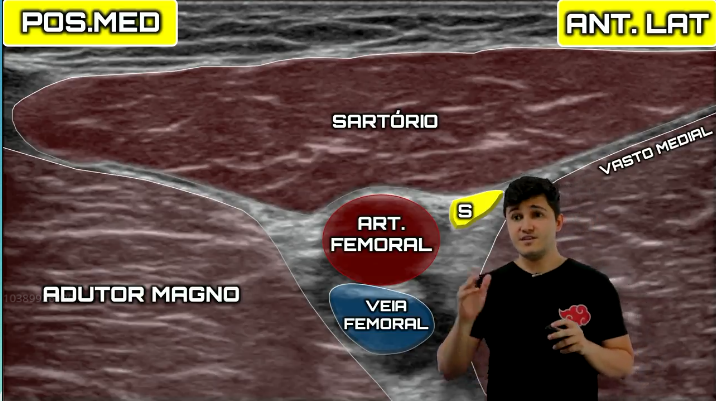 POS.MED
ANT. LAT
SARTÓRIO
VASTO MEDIAL
S
ART.
FEMORAL
ADUTOR MAGNO
VEIA
FEMORAL